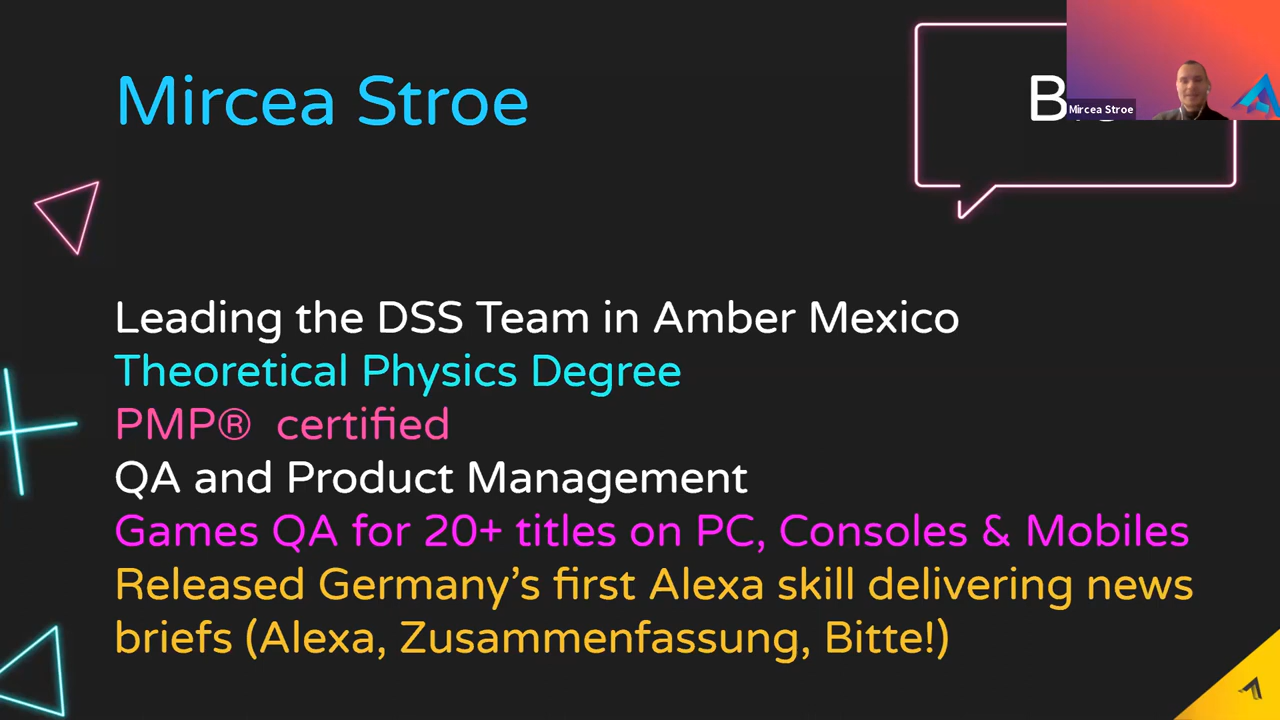 Mircea Stroe
Mircea Stroe
Leading the DSS Team in Amber Mexico
Theoretical Physics Degree
PMP® certified
QA and Product Management
Games QA for 20+ titles on PC, Consoles & Mobiles
Released Germany’s first Alexa skill delivering news
briefs (Alexa, Zusammenfassung, Bitte!)